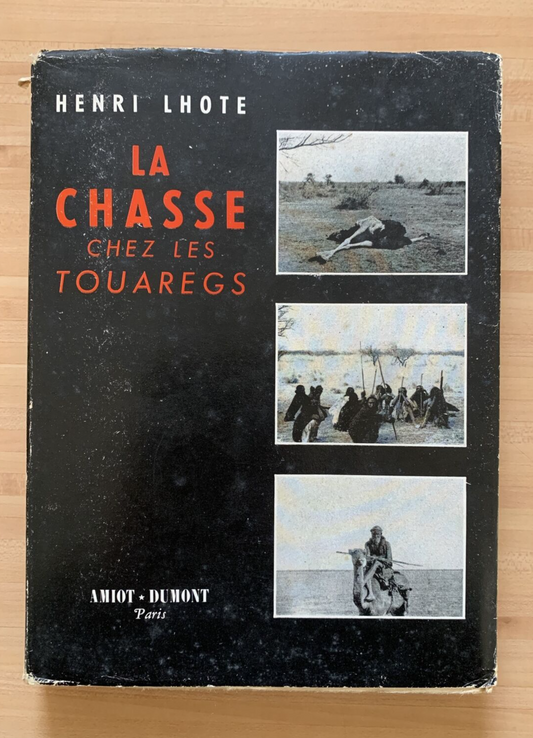 HENRI LHOTE
LA
CHASSE
CHEZ LES
TOUAREGS
AMIOT ★ DUMONT
Paris